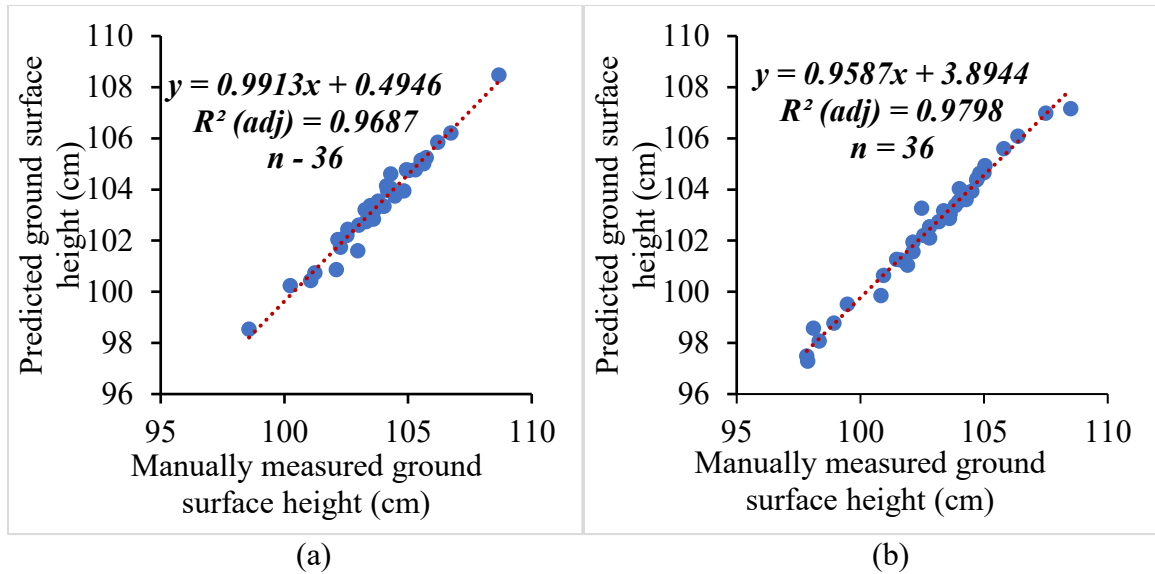 Predicted ground surface
height (cm)
110
108
106
104
102
100
98
96
y = 0.9913x + 0.4946
R² (adj) = 0.9687
n - 36
95
100
105
110
Manually measured ground
surface height (cm)
(a)
Predicted ground surface
height (cm)
110
108
106
104
102
100
98
96
y = 0.9587x + 3.8944
R² (adj) = 0.9798
n = 36
95
100
105
110
Manually measured ground
surface height (cm)
(b)